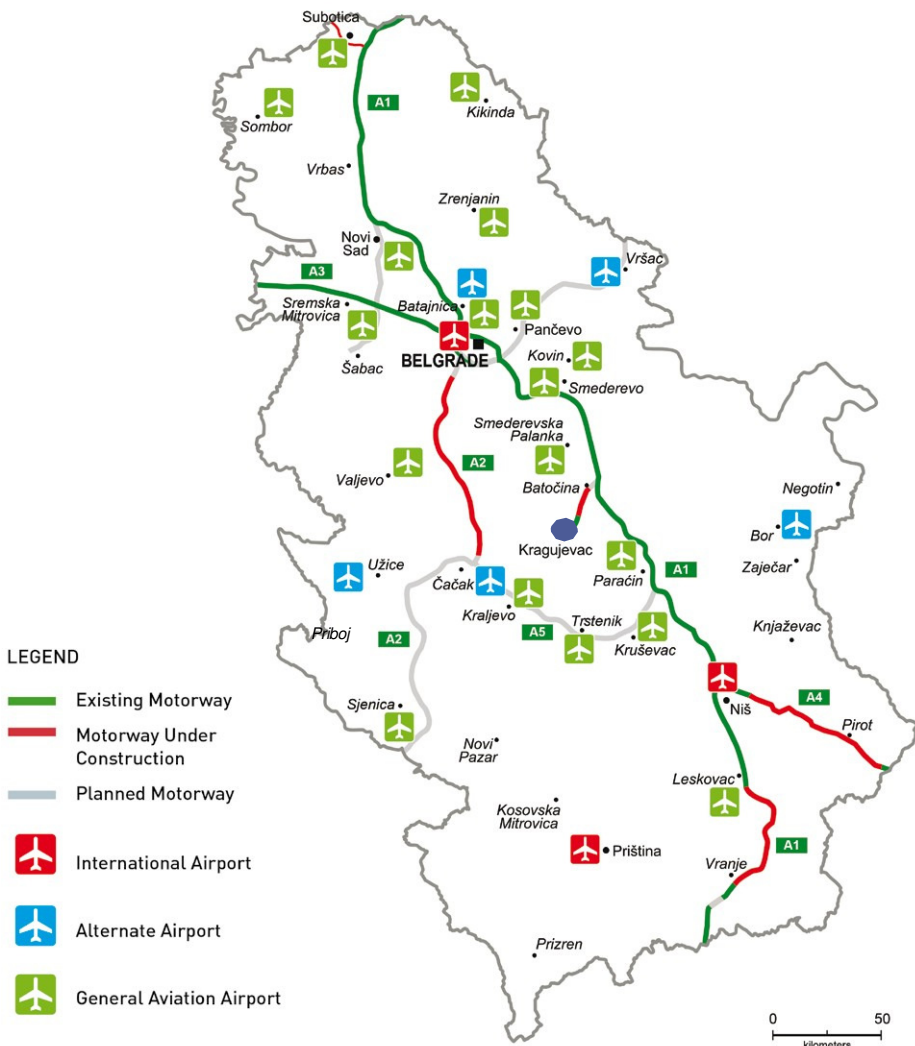 Subotica
A1
Kikinda
Sombor
Vrbas
Zrenjanin
Novi
Sad
Vršac
A3
Sremska
Mitrovica
Batajnica
Pančevo
Šabac
BELGRADE
Kovin
Smederevo
Smederevska
Palanka
A2
Valjevo
Batočina
Negotin
Bor
Kragujevac
Zaječar
Užice
Čačak
Paraćin
A1
Kraljevo
Trstenik
A5
Kruševac
Knjaževac
Priboj
A2
LEGEND
Existing Motorway
Motorway Under
Construction
Planned Motorway
International Airport
Alternate Airport
General Aviation Airport
Sjenica
Novi
Pazar
Niš
A4
Pirot
Leskovac
Kosovska
Mitrovica
Priština
A1
Vranje
Prizren
0 50
kilometers